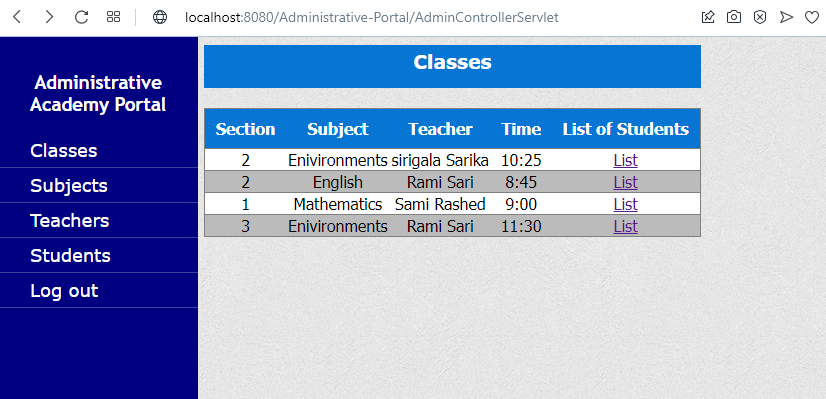 localhost:8080/Administrative-Portal/AdminControllerServlet
Administrative
Academy Portal
Classes
Subjects
Teachers
Students
Log out
Classes
Section Subject Teacher Time List of Students
2 Enivironments sirigala Sarika 10:25 List
2 English Rami Sari 8:45 List
1 Mathematics Sami Rashed 9:00 List
3 Enivironments Rami Sari 11:30 List